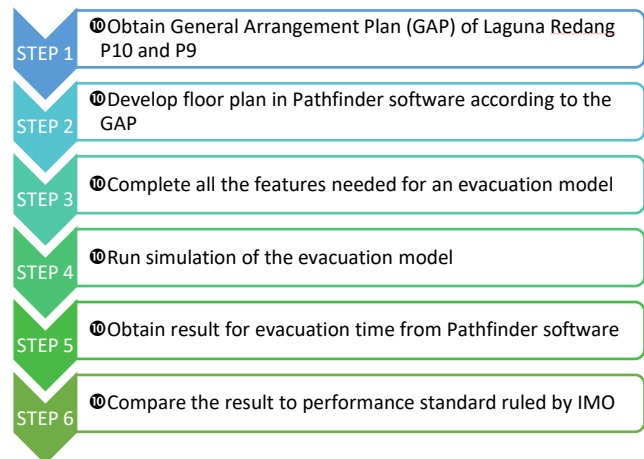 STEP 1
❿Obtain General Arrangement Plan (GAP) of Laguna Redang
P10 and P9
STEP 2
❿Develop floor plan in Pathfinder software according to the
GAP
STEP 3
❿Complete all the features needed for an evacuation model
STEP 4
❿Run simulation of the evacuation model
STEP 5
❿Obtain result for evacuation time from Pathfinder software
STEP 6
❿Compare the result to performance standard ruled by IMO